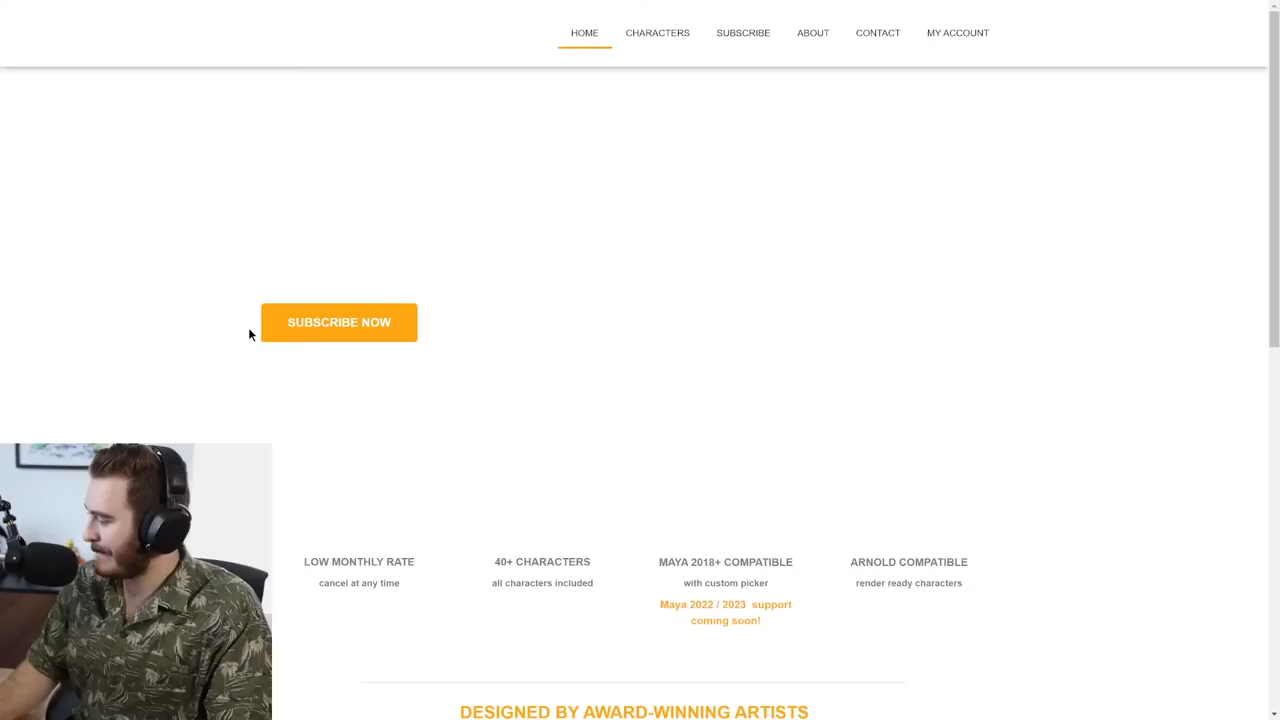 HOME CHARACTERS SUBSCRIBE ABOUT CONTACT MY ACCOUNT
SUBSCRIBE NOW
LOW MONTHLY RATE
cancel at any time
40+ CHARACTERS
all characters included
MAYA 2018+ COMPATIBLE
with custom picker
Maya 2022 / 2023 support
coming soon!
ARNOLD COMPATIBLE
render ready characters
DESIGNED BY AWARD-WINNING ARTISTS